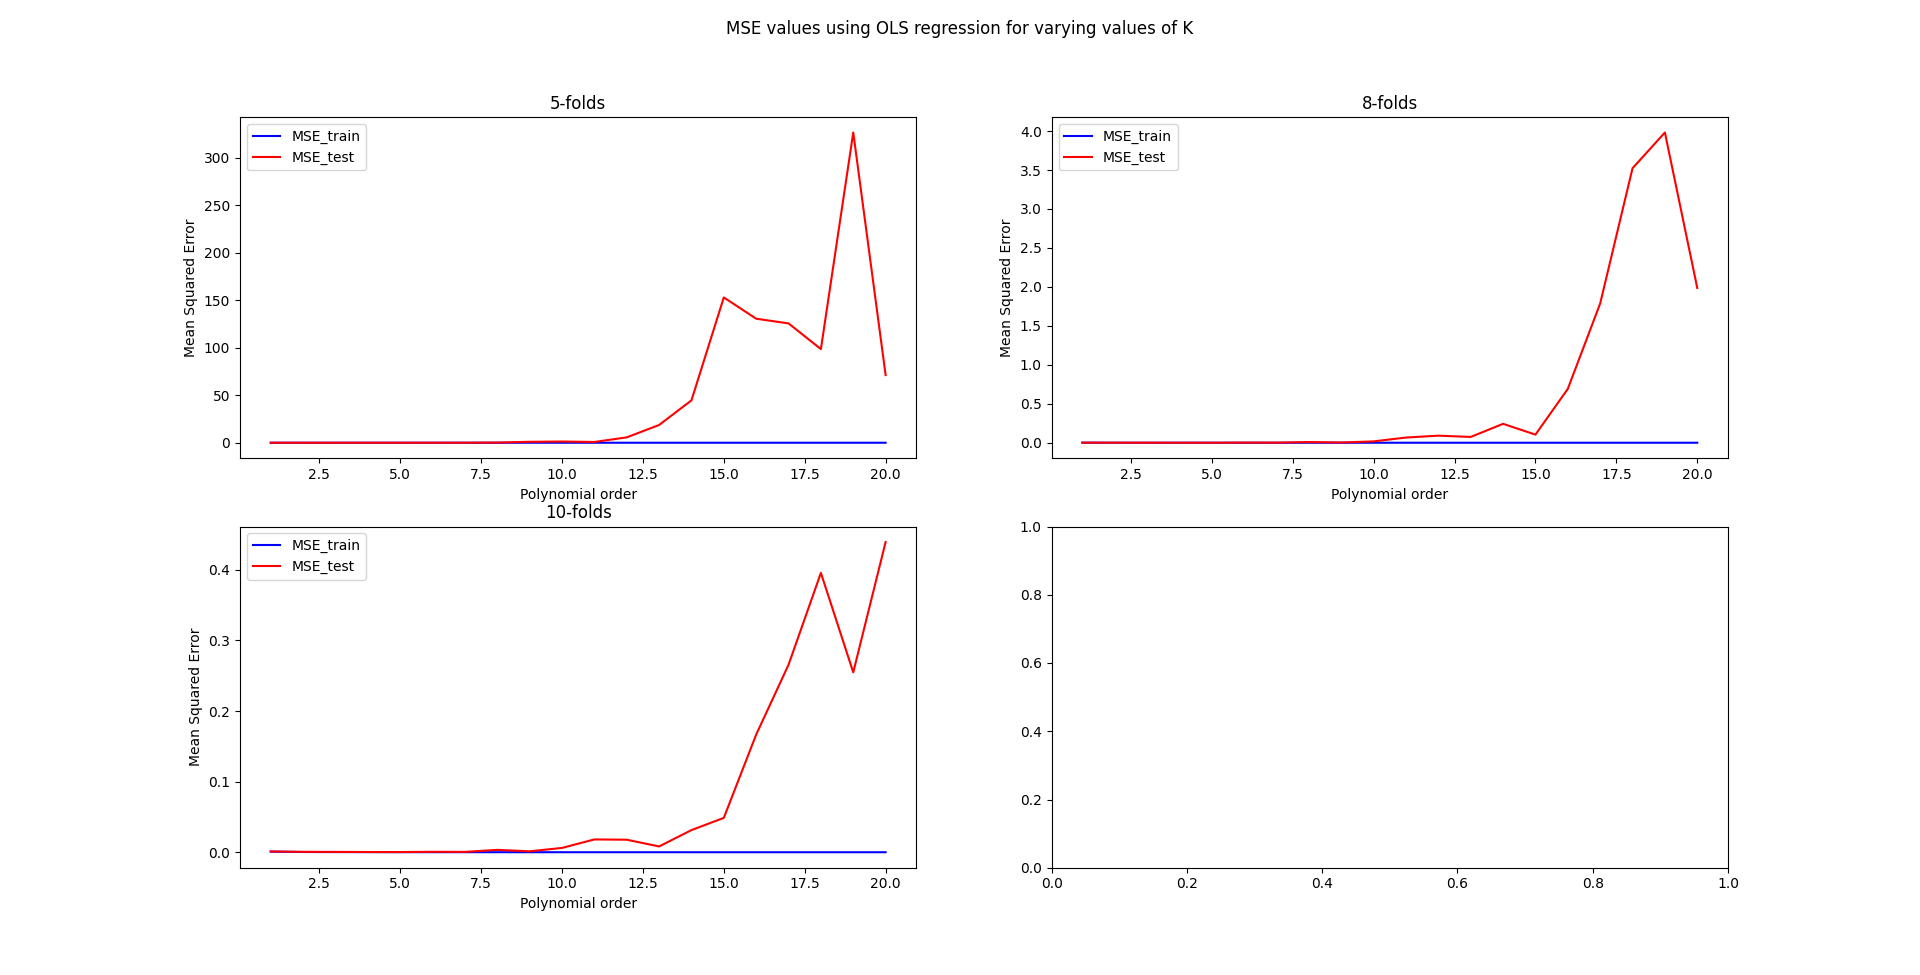 MSE values using OLS regression for varying values of K
5-folds
MSE_train
MSE_test
300
250
200
150
100
50
0
Mean Squared Error
2.5 5.0 7.5 10.0 12.5 15.0 17.5 20.0
Polynomial order
8-folds
MSE_train
MSE_test
4.0
3.5
3.0
2.5
2.0
1.5
1.0
0.5
0.0
Mean Squared Error
2.5 5.0 7.5 10.0 12.5 15.0 17.5 20.0
Polynomial order
10-folds
MSE_train
MSE_test
0.4
0.3
0.2
0.1
0.0
Mean Squared Error
2.5 5.0 7.5 10.0 12.5 15.0 17.5 20.0
Polynomial order
1.0
0.8
0.6
0.4
0.2
0.0
0.0 0.2 0.4 0.6 0.8 1.0